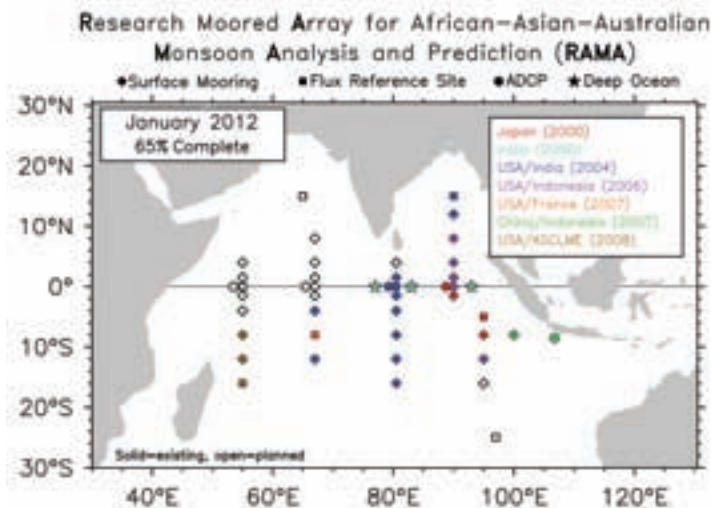 Research Moored Array for African-Asian-Australian
Monsoon Analysis and Prediction (RAMA)
Surface Mooring Flux Reference Site ADCP Deep Ocean
January 2012
65% Complete
Japan (2000)
USA/India (2004)
USA/Indonesia (2006)
USA/France (2007)
China/Indonesia (2007)
USA/ASCLME (2008)
30°N
20°N
10°N
0°
10°S
20°S
30°S
Solid=existing, open=planned
40°E 60°E 80°E 100°E 120°E